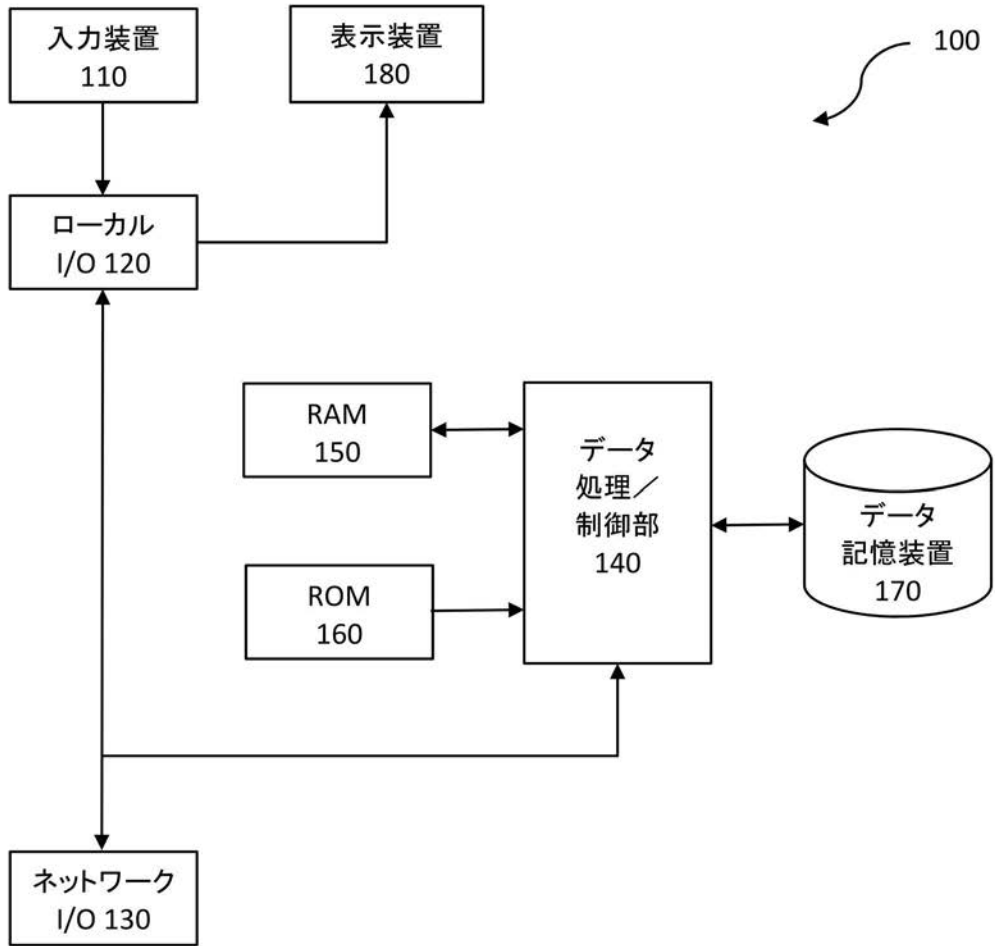 入力装置
110
表示装置
180
100
ローカル
I/O 120
RAM
150
データ
処理／
制御部
140
データ
記憶装置
170
ROM
160
ネットワーク
I/O 130